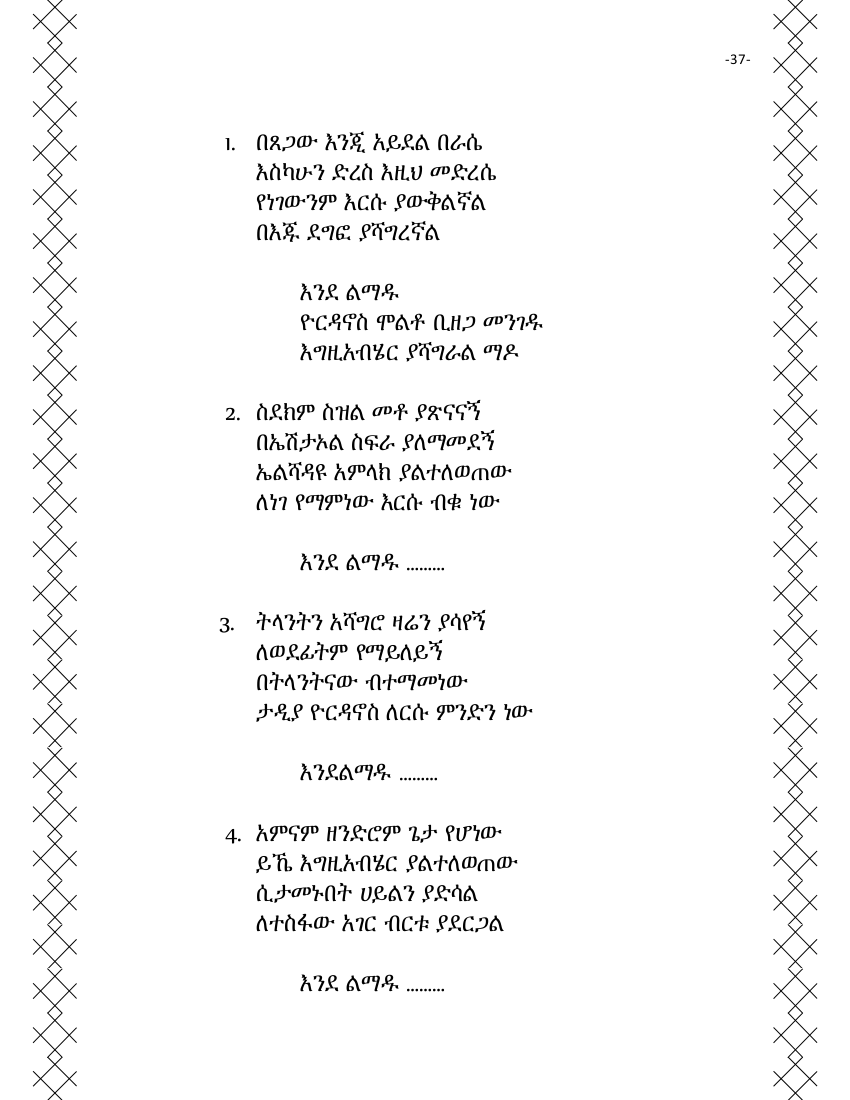 -37-
1. በጸጋው እንጂ አይደል በራሴ
እስካሁን ድረስ እዚህ መድረሴ
የነገውንም እርሱ ያውቅልኛል
በእጁ ደግፎ ያሻግረኛል
እንደ ልማዱ
ዮርዳኖስ ሞልቶ ቢዘጋ መንገዱ
እግዚአብሄር ያሻግራል ማዶ
2. ስደክም ስዝል መቶ ያጽናናኝ
በኤሽታኦል ስፍራ ያለማመደኝ
ኤልሻዳዩ አምላክ ያልተለወጠው
ለነገ የማምነው እርሱ ብቁ ነው
እንደ ልማዱ .........
3. ትላንትን አሻግሮ ዛሬን ያሳየኝ
ለወደፊትም የማይለይኝ
በትላንትናው ብተማመነው
ታዲያ ዮርዳኖስ ለርሱ ምንድን ነው
እንደልማዱ .........
4. አምናም ዘንድሮም ጌታ የሆነው
ይኼ እግዚአብሄር ያልተለወጠው
ሲታመኑበት ሀይልን ያድሳል
ለተስፋው አገር ብርቱ ያደርጋል
እንደ ልማዱ .........